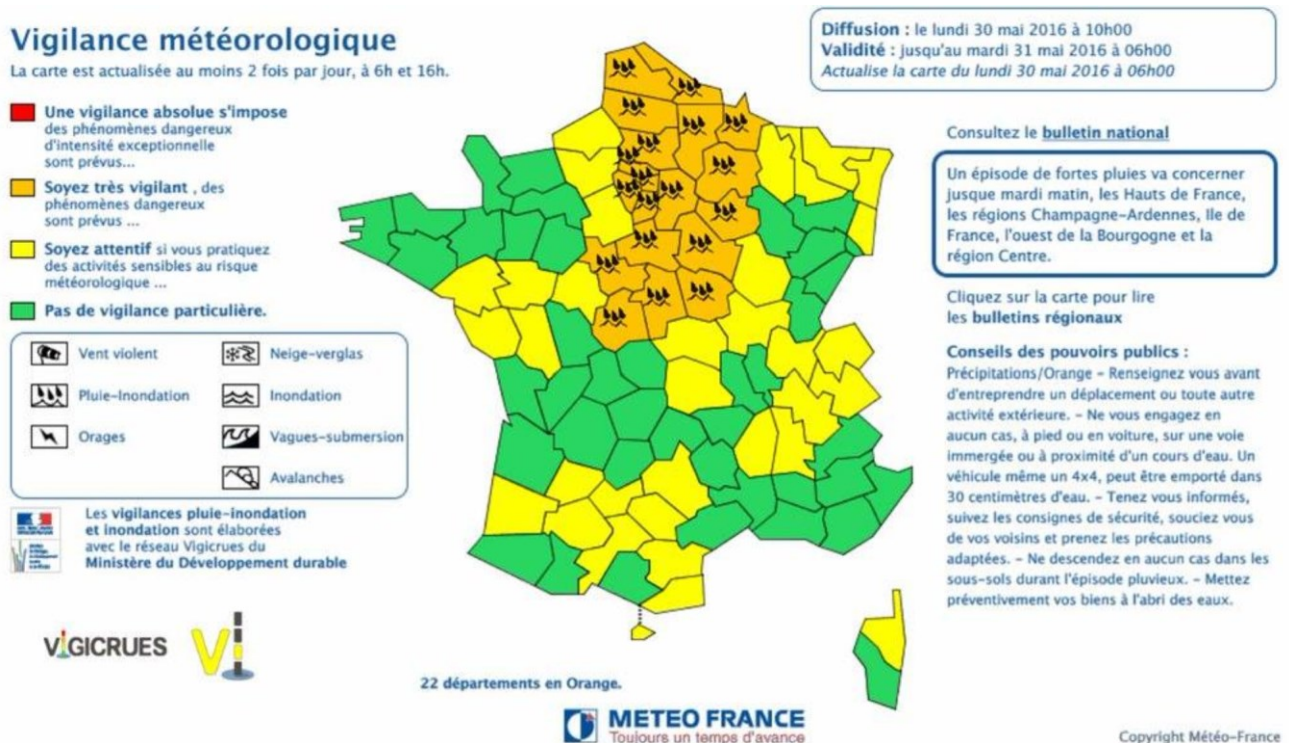 Vigilance météorologique
La carte est actualisée au moins 2 fois par jour, à 6h et 16h.
Une vigilance absolue s'impose
des phénomènes dangereux
d'intensité exceptionnelle
sont prévus...
Soyez très vigilant , des
phénomènes dangereux
sont prévus ...
Soyez attentif si vous pratiquez
des activités sensibles au risque
météorologique ...
Pas de vigilance particulière.
Vent violent
Neige-verglas
Pluie-Inondation
Inondation
Orages
Vagues-submersion
Avalanches
Les vigilances pluie-inondation
et inondation sont élaborées
avec le réseau Vigicrues du
Ministère du Développement durable
VIGICRUES
Vi
22 départements en Orange.
METEO FRANCE
Toujours un temps d'avance
Diffusion : le lundi 30 mai 2016 à 10h00
Validité : jusqu'au mardi 31 mai 2016 à 06h00
Actualise la carte du lundi 30 mai 2016 à 06h00
Consultez le bulletin national
Un épisode de fortes pluies va concerner
jusque mardi matin, les Hauts de France,
les régions Champagne-Ardennes, Ile de
France, l'ouest de la Bourgogne et la
région Centre.
Cliquez sur la carte pour lire
les bulletins régionaux
Conseils des pouvoirs publics :
Précipitations/Orange - Renseignez vous avant
d'entreprendre un déplacement ou toute autre
activité extérieure. - Ne vous engagez en
aucun cas, à pied ou en voiture, sur une voie
immergée ou à proximité d'un cours d'eau. Un
véhicule même un 4x4, peut être emporté dans
30 centimètres d'eau. - Tenez vous informés,
suivez les consignes de sécurité, souciez vous
de vos voisins et prenez les précautions
adaptées. - Ne descendez en aucun cas dans les
sous-sols durant l'épisode pluvieux. - Mettez
préventivement vos biens à l'abri des eaux.
Copyright Météo-France